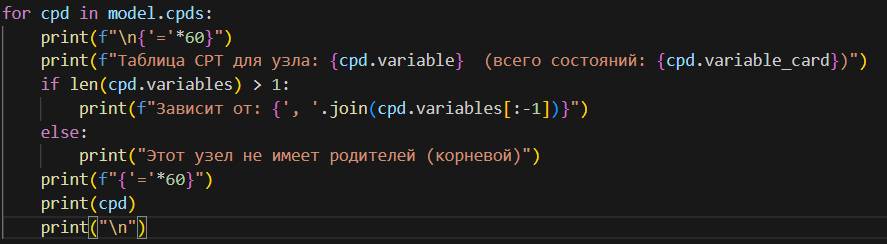 for cpd in model.cpds:
    print(f"\n{'='*60}")
    print(f"Таблица CPT для узла: {cpd.variable}  (всего состояний: {cpd.variable_card})")
    if len(cpd.variables) > 1:
        print(f"Зависит от: {', '.join(cpd.variables[:-1])}")
    else:
        print("Этот узел не имеет родителей (корневой)")
    print(f"{'='*60}")
    print(cpd)
    print("\n")